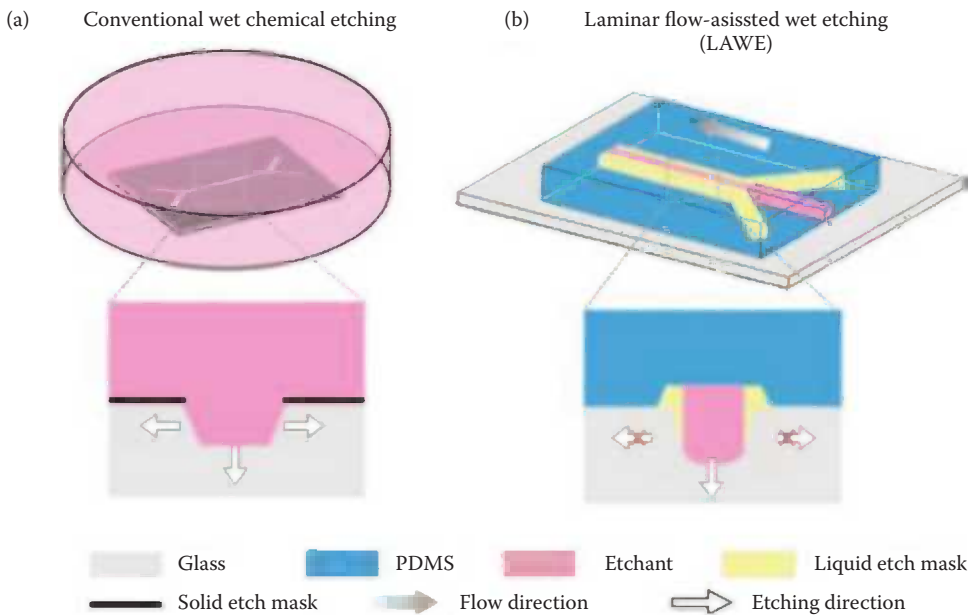 (a)
Conventional wet chemical etching
(b)
Laminar flow-asissted wet etching
(LAWE)
Glass
PDMS
Etchant
Liquid etch mask
Solid etch mask
Flow direction
Etching direction